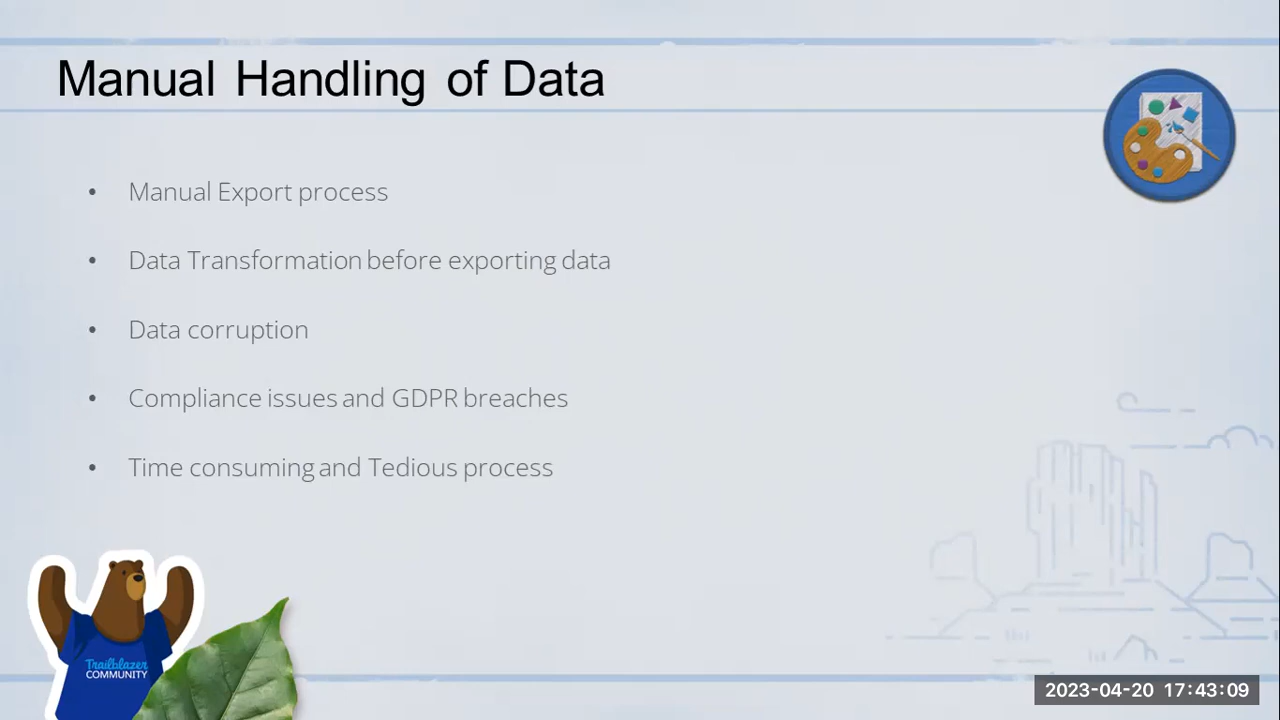 Manual Handling of Data
• Manual Export process
• Data Transformation before exporting data
• Data corruption
• Compliance issues and GDPR breaches
• Time consuming and Tedious process
Trailblazer
COMMUNITY
2023-04-20 17:43:09